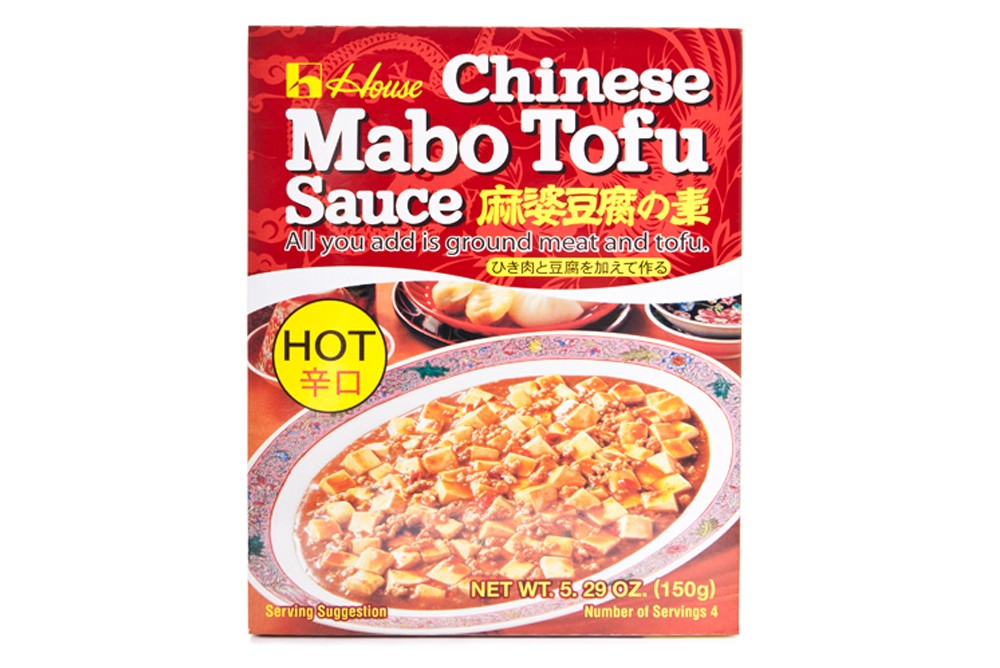 House Chinese
Mabo Tofu
Sauce 麻婆豆腐の素
All you add is ground meat and tofu.
ひき肉と豆腐を加えて作る
HOT
辛口
NET WT. 5. 29 OZ. (150g)
Serving Suggestion Number of Servings 4